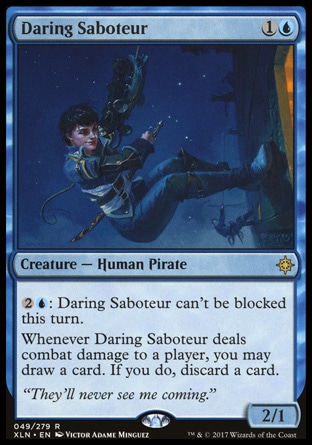 Daring Saboteur 1
Creature — Human Pirate
2 : Daring Saboteur can't be blocked
this turn.
Whenever Daring Saboteur deals
combat damage to a player, you may
draw a card. If you do, discard a card.
"They'll never see me coming."
2/1
049/279 R
XLN • EN Victor Adame Minguez
™ & © 2017 Wizards of the Coast